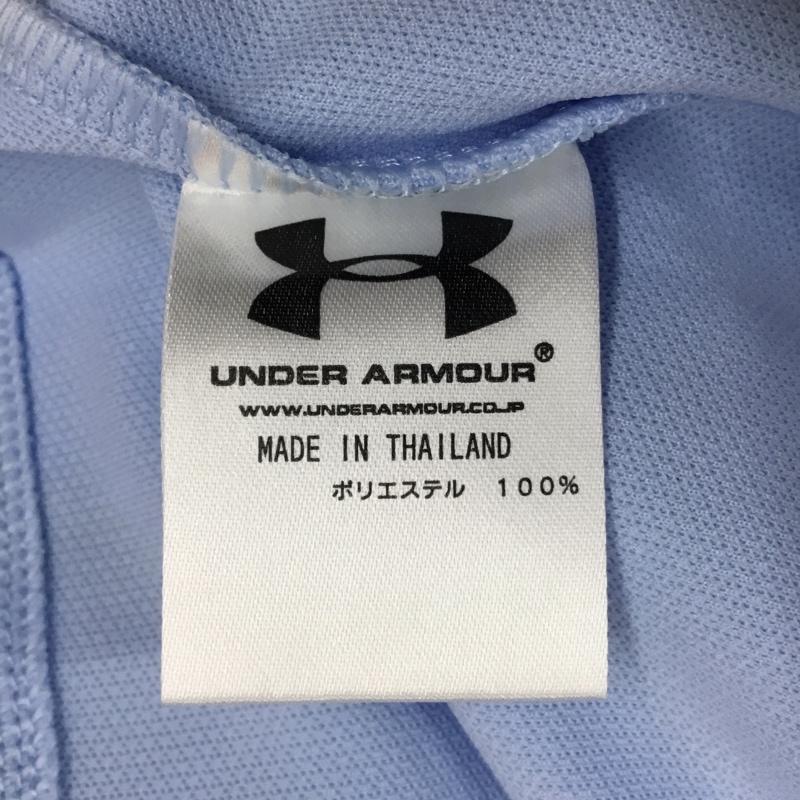 UNDER ARMOUR®
WWW.UNDERARMOUR.CO.JP
MADE IN THAILAND
ポリエステル　100%